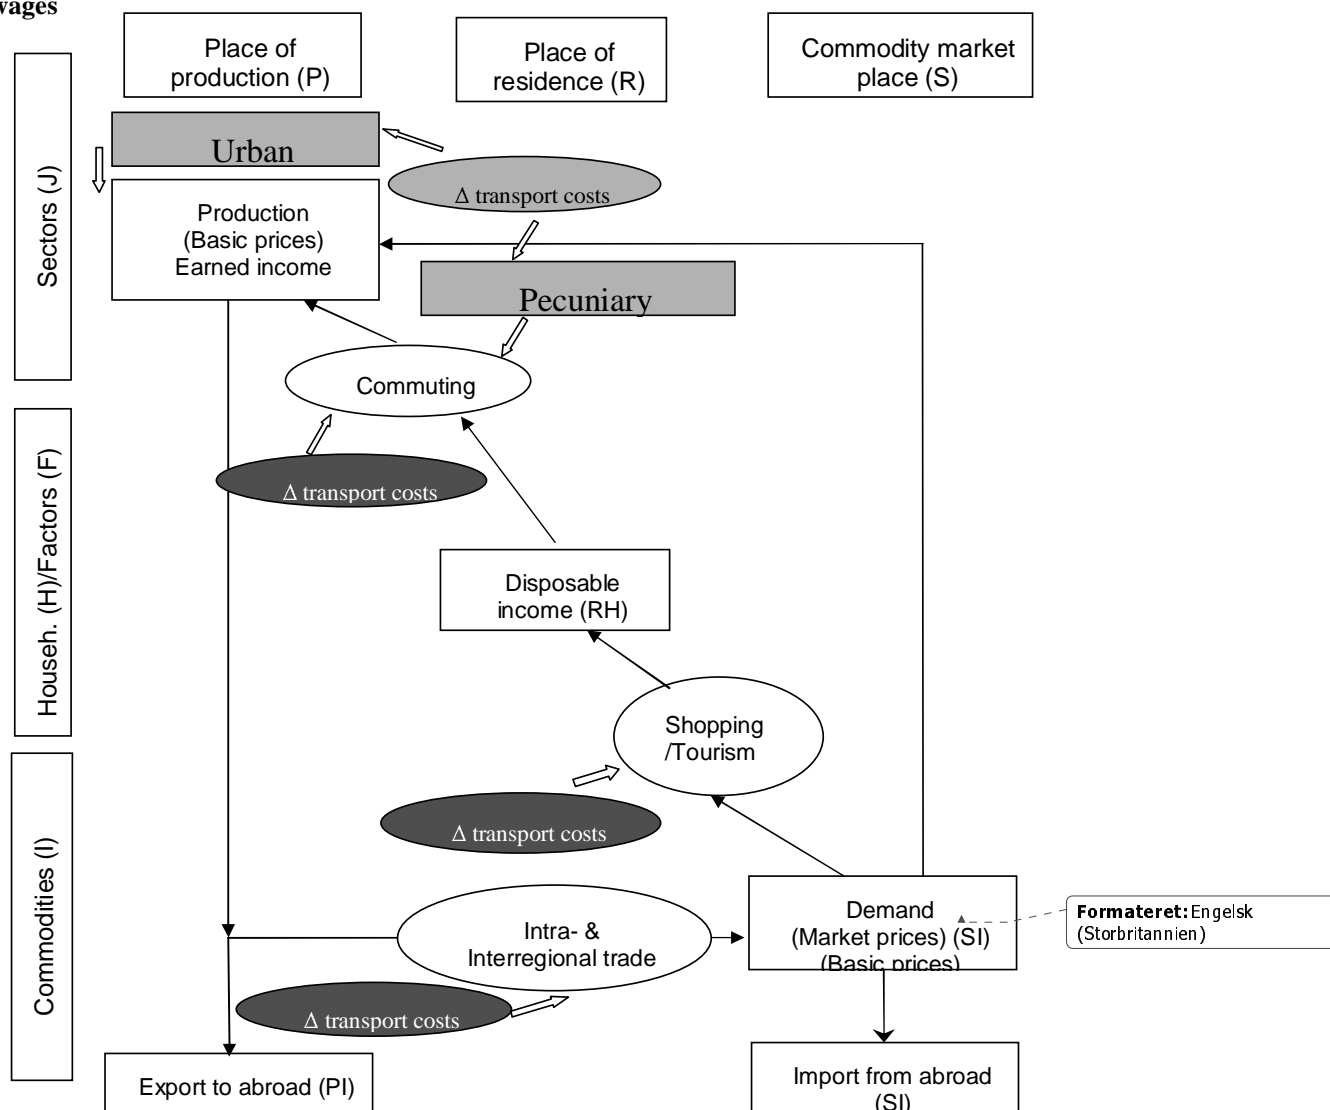 wages
Place of
production (P)
Place of
residence (R)
Commodity market
place (S)
Sectors (J)
Urban
Δ transport costs
Production
(Basic prices)
Earned income
Pecuniary
Commuting
Househ. (H)/Factors (F)
Δ transport costs
Disposable
income (RH)
Shopping
/Tourism
Δ transport costs
Commodities (I)
Intra- &
Interregional trade
Demand
(Market prices) (SI)
(Basic prices)
Formateret: Engelsk
(Storbritannien)
Δ transport costs
Export to abroad (PI)
Import from abroad
(SI)